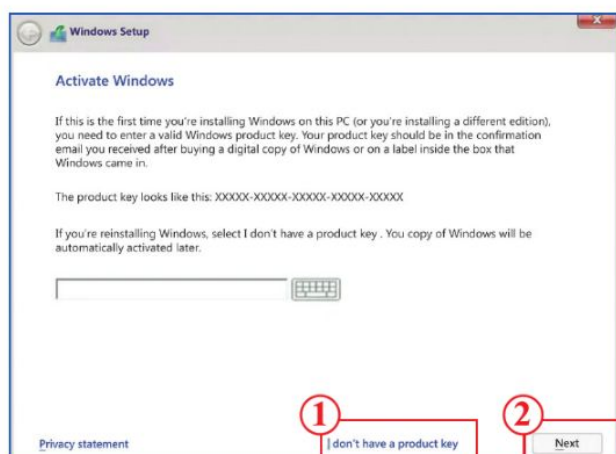 Windows Setup
Activate Windows
If this is the first time you're installing Windows on this PC (or you're installing a different edition),
you need to enter a valid Windows product key. Your product key should be in the confirmation
email you received after buying a digital copy of Windows or on a label inside the box that
Windows came in.
The product key looks like this: XXXXX-XXXXX-XXXXX-XXXXX-XXXXX
If you're reinstalling Windows, select I don't have a product key . You copy of Windows will be
automatically activated later.
1 2
Privacy statement I don't have a product key Next